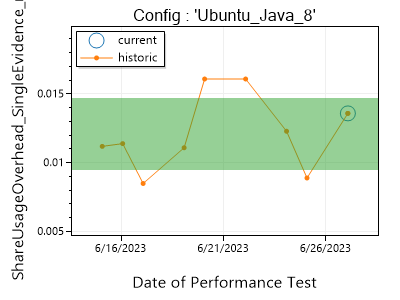 Config : 'Ubuntu_Java_8'
ShareUsageOverhead_SingleEvidence_
current
historic
0.015
0.01
0.005
6/16/2023
6/21/2023
6/26/2023
Date of Performance Test